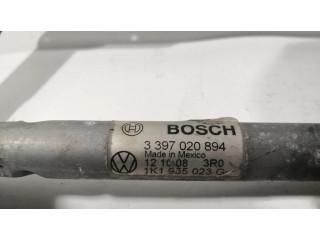 BOSCH
3 397 020 894
Made in Mexico
12 10 08 3R0
1K1 955 023 G